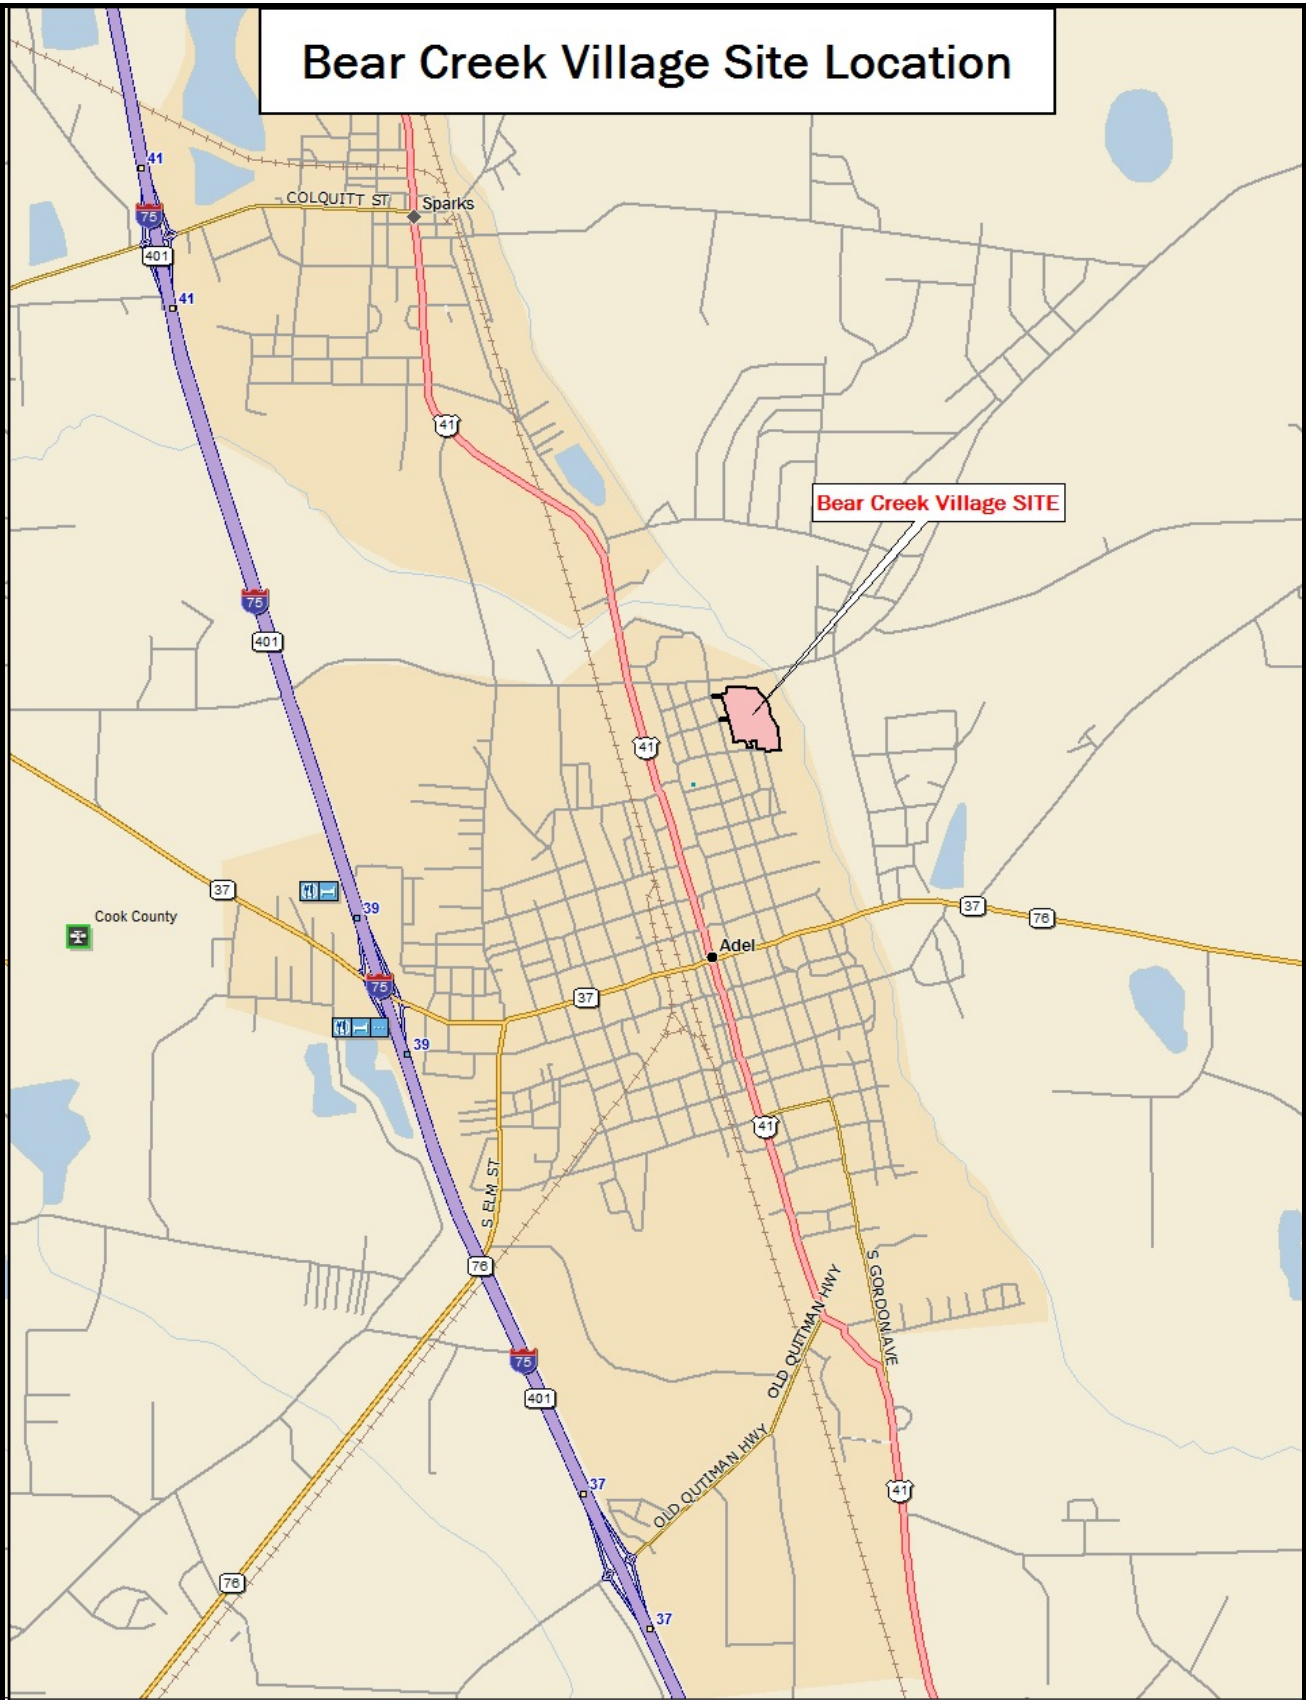 Bear Creek Village Site Location
41
COLQUITT ST
Sparks
75
401
41
41
Bear Creek Village SITE
75
401
41
37
Cook County
39
37
76
Adel
75
37
39
41
S ELM ST
76
S GORDON AVE
OLD QUITMAN HWY
75
401
OLD QUTIMAN HWY
37
41
76
37